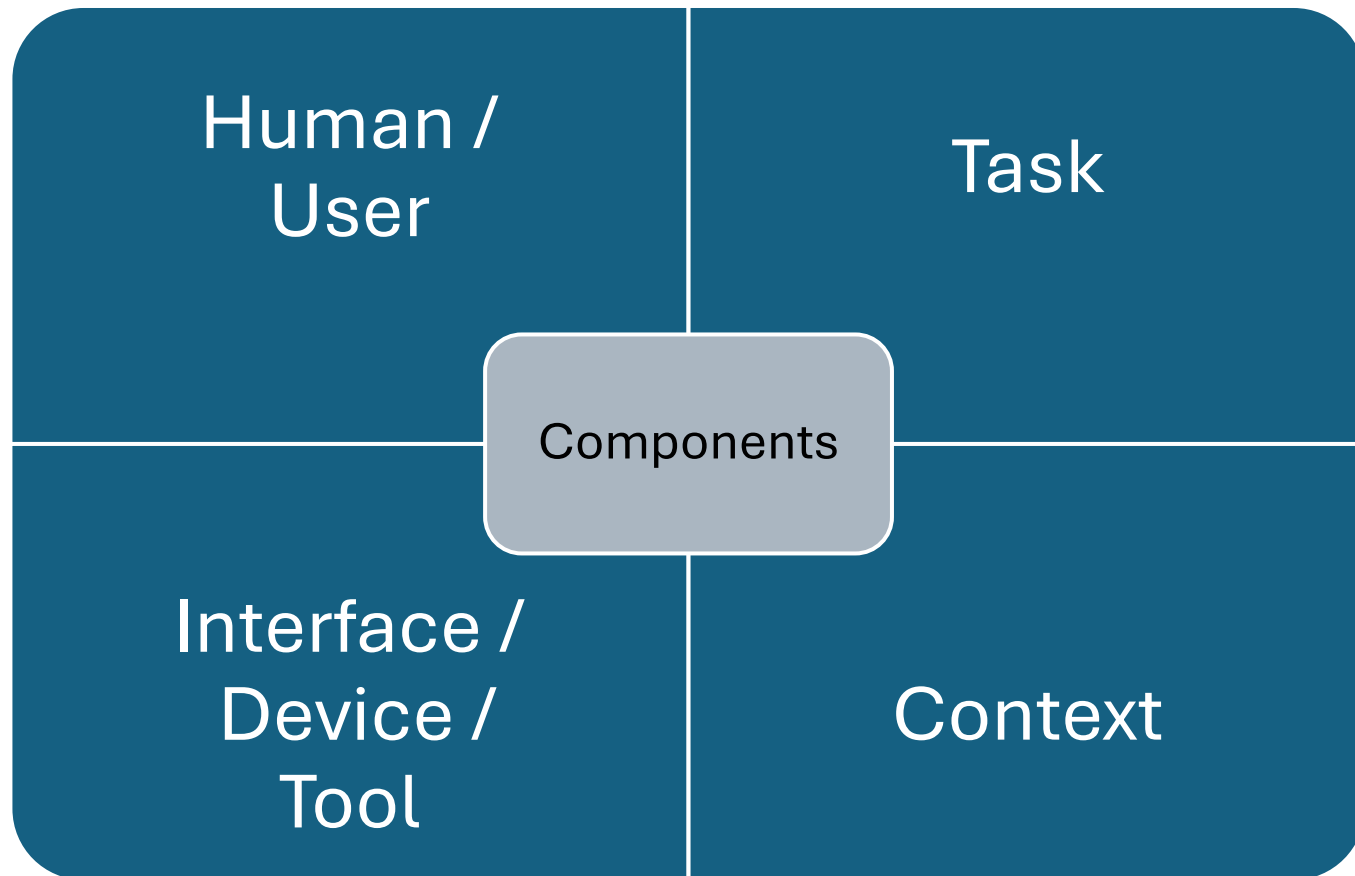 Human /
User
Task
Components
Interface /
Device /
Tool
Context